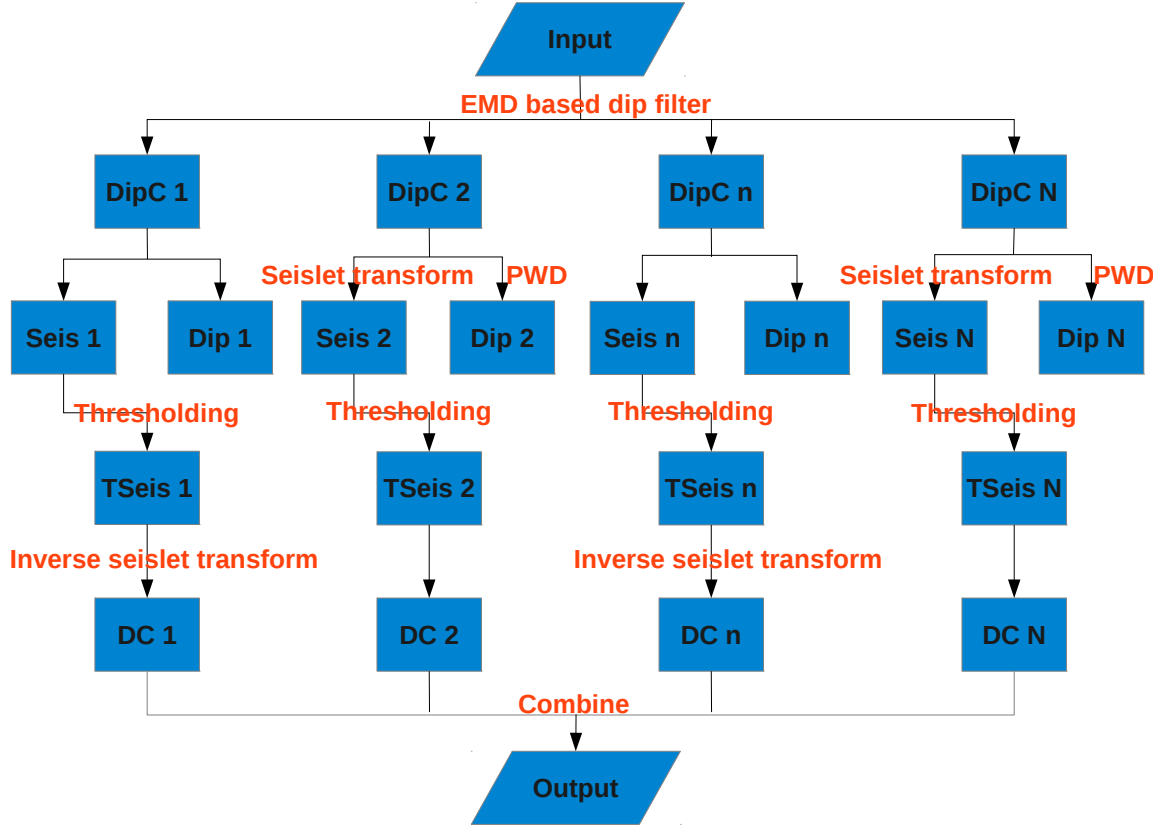 Input
EMD based dip filter
DipC 1
DipC 2
DipC n
DipC N
Seislet transform
PWD
Seislet transform
PWD
Seis 1
Dip 1
Seis 2
Dip 2
Seis n
Dip n
Seis N
Dip N
Thresholding
Thresholding
Thresholding
Thresholding
TSeis 1
TSeis 2
TSeis n
TSeis N
Inverse seislet transform
Inverse seislet transform
DC 1
DC 2
DC n
DC N
Combine
Output